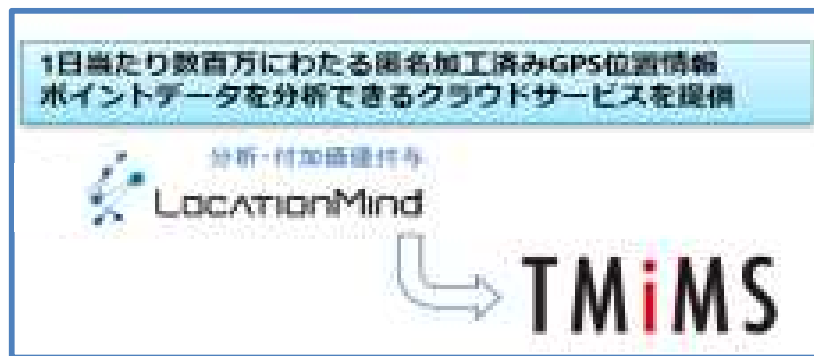 1日当たり数百万にわたる匿名加工済みGPS位置情報
ポイントデータを分析できるクラウドサービスを提供
分析・付加価値付与
LocationMind
TMiMS